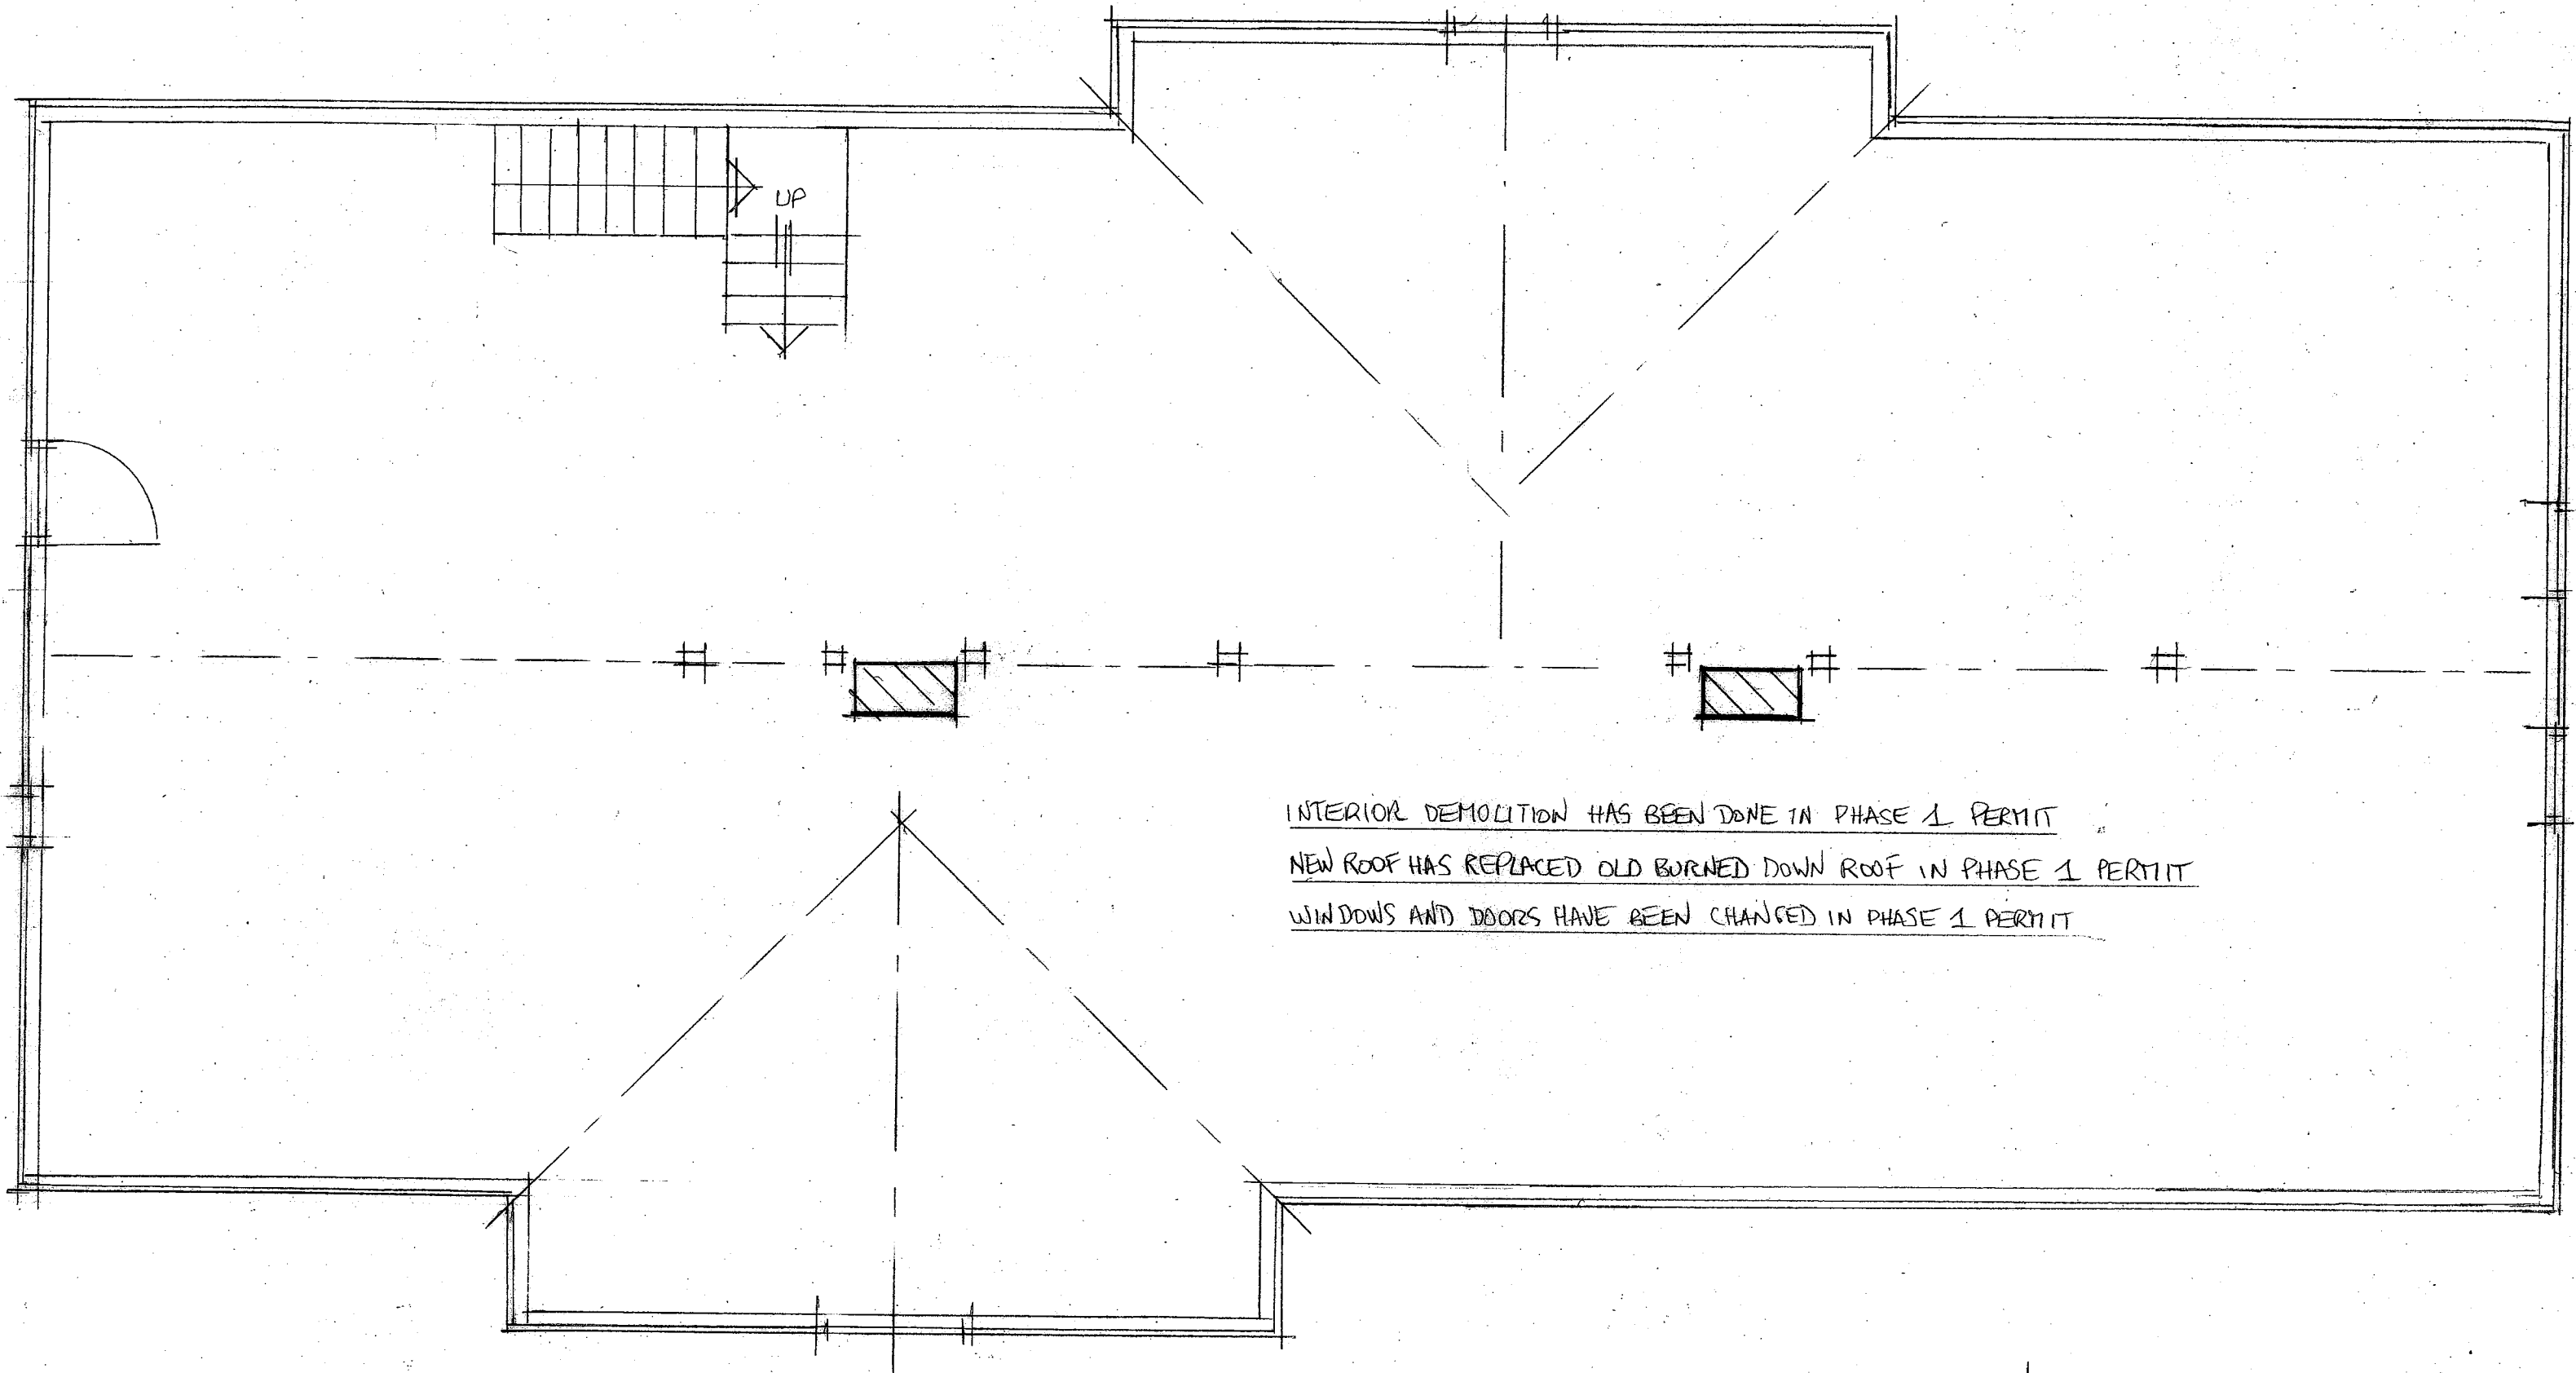 UP
INTERIOR DEMOLITION HAS BEEN DONE IN PHASE 1 PERMIT
NEW ROOF HAS REPLACED OLD BURNED DOWN ROOF IN PHASE 1 PERMIT
WINDOWS AND DOORS HAVE BEEN CHANGED IN PHASE 1 PERMIT